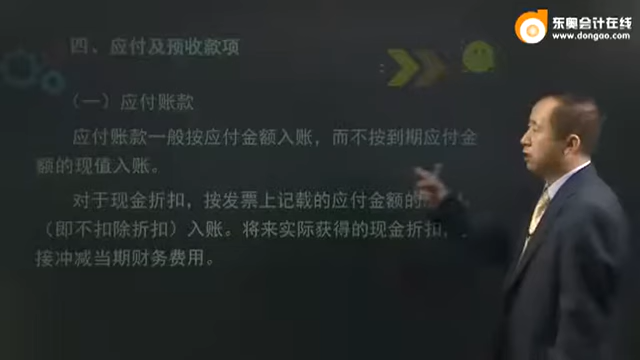 东奥会计在线
www.dongao.com
四、应付及预收款项
（一）应付账款
应付账款一般按应付金额入账，而不按到期应付金
额的现值入账。
对于现金折扣，按发票上记载的应付金额的
（即不扣除折扣）入账。将来实际获得的现金折扣，
接冲减当期财务费用。